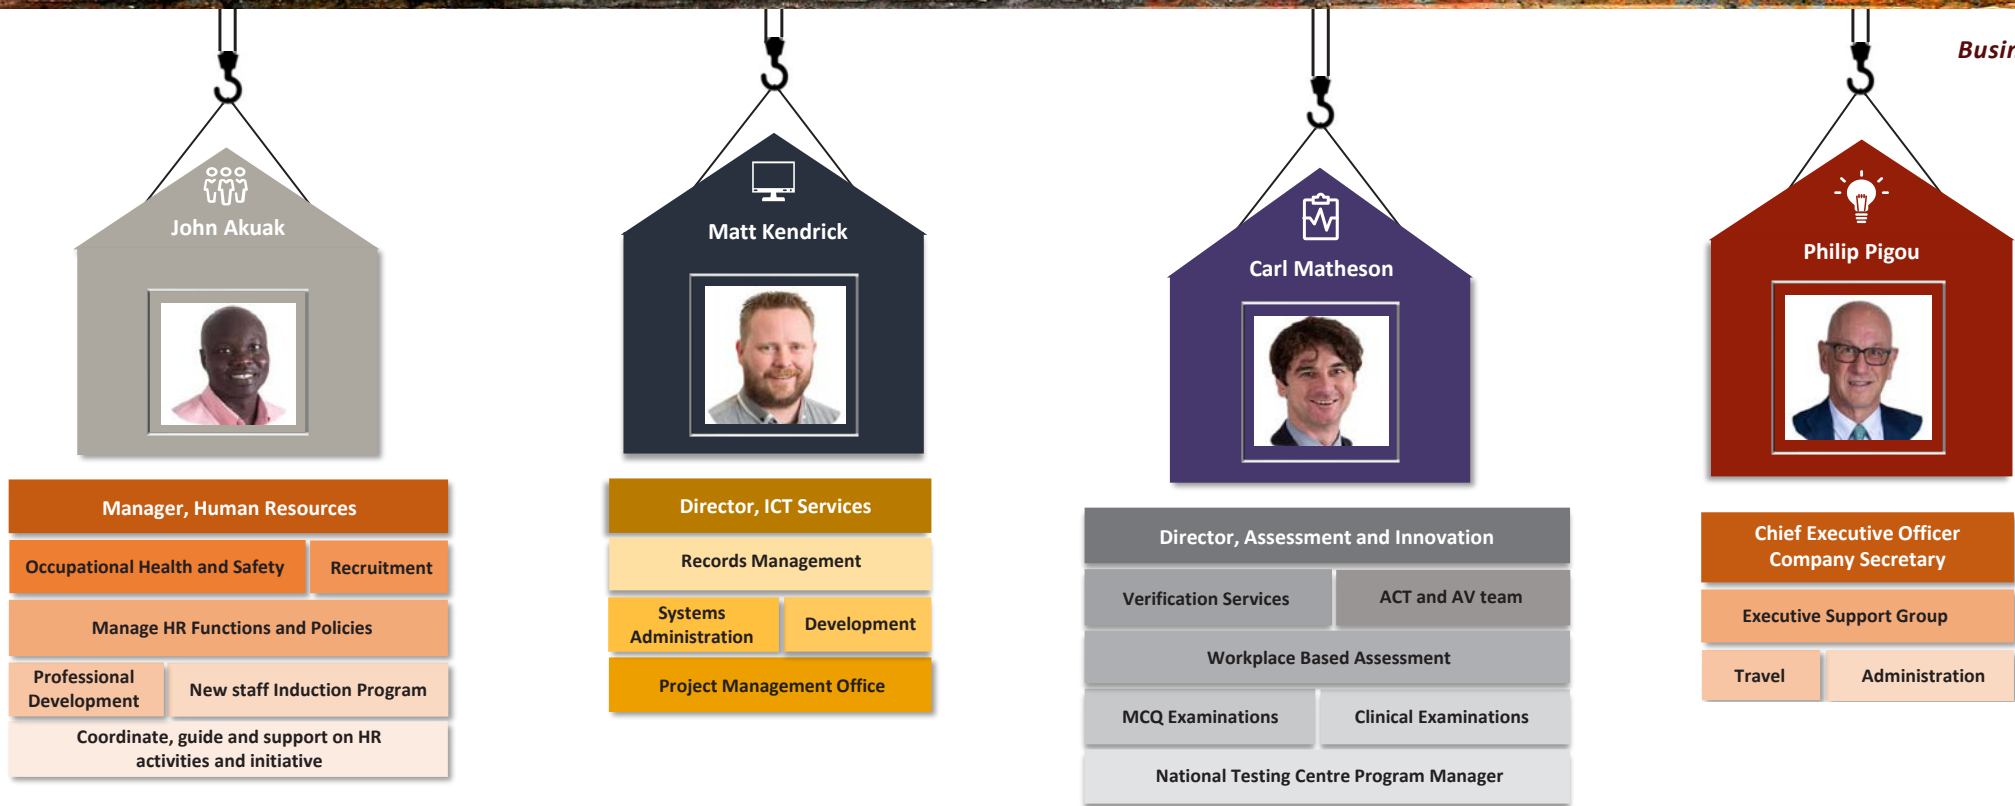 John Akuak
Manager, Human Resources
Occupational Health and Safety
Recruitment
Manage HR Functions and Policies
Professional
Development
New staff Induction Program
Coordinate, guide and support on HR
activities and initiative
Matt Kendrick
Director, ICT Services
Records Management
Systems
Administration
Development
Project Management Office
Carl Matheson
Director, Assessment and Innovation
Verification Services
ACT and AV team
Workplace Based Assessment
MCQ Examinations
Clinical Examinations
National Testing Centre Program Manager
Philip Pigou
Chief Executive Officer
Company Secretary
Executive Support Group
Travel
Administration